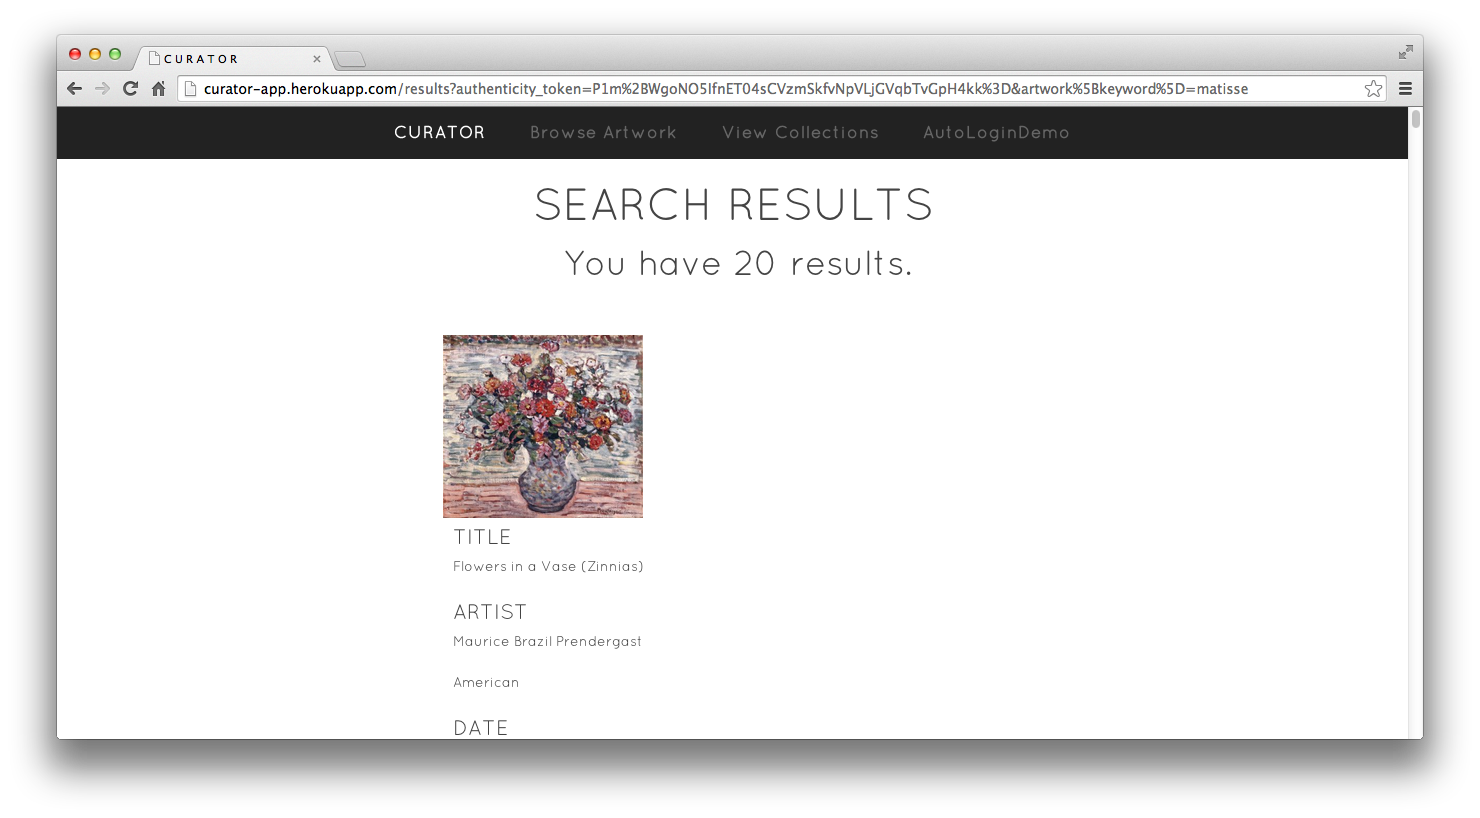 CURATOR
curator-app.herokuapp.com/results?authenticity_token=P1m%2BWgoNO5IfnET04sCVzmSkfvNpVLjGVqbTvGpH4kk%3D&artwork%5Bkeyword%5D=matisse
CURATOR Browse Artwork View Collections AutoLoginDemo
SEARCH RESULTS
You have 20 results.
TITLE
Flowers in a Vase (Zinnias)
ARTIST
Maurice Brazil Prendergast
American
DATE